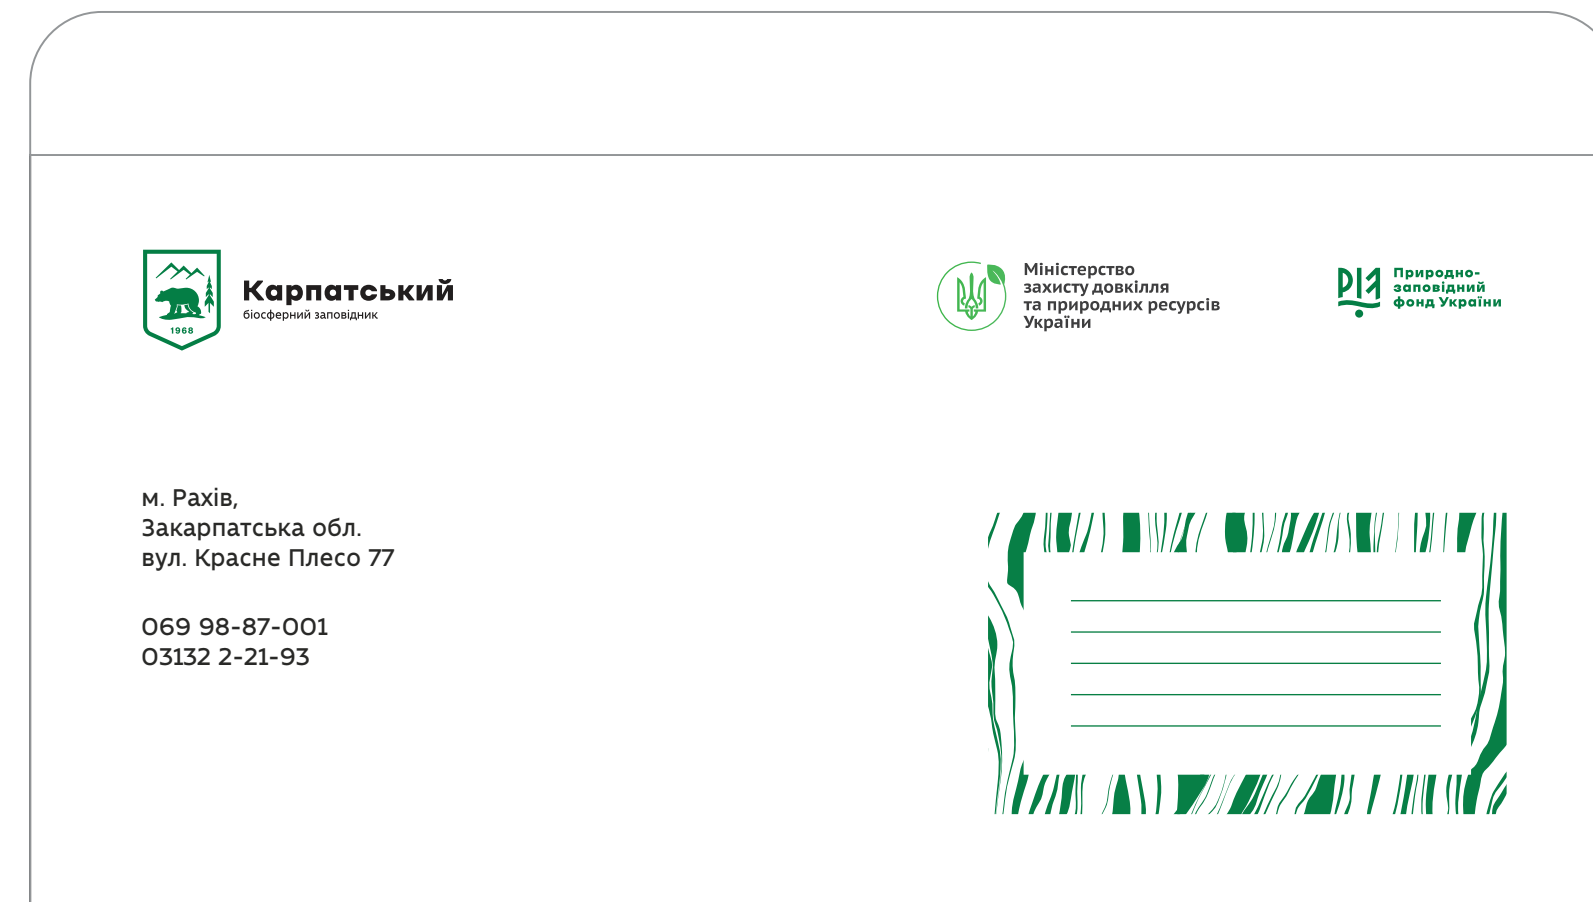 1968
Карпатський
біосферний заповідник
Міністерство
захисту довкілля
та природних ресурсів
України
Природно-
заповідний
фонд України
м. Рахів,
Закарпатська обл.
вул. Красне Плесо 77
069 98-87-001
03132 2-21-93